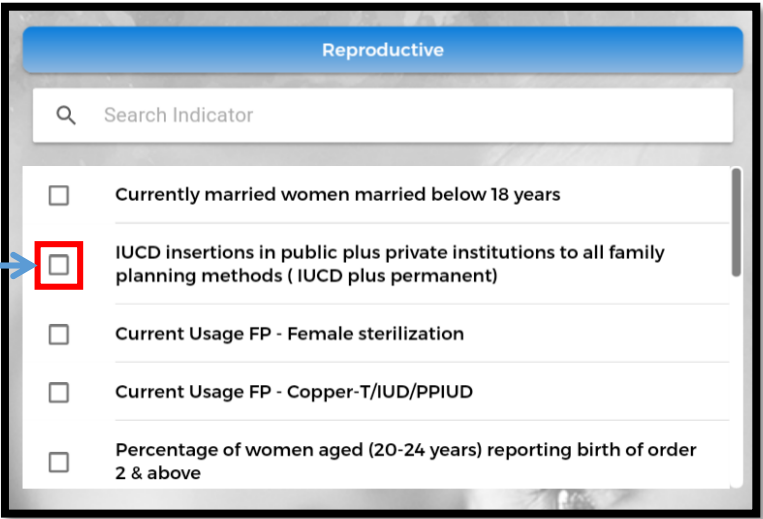 Reproductive
Search Indicator
Currently married women married below 18 years
IUCD insertions in public plus private institutions to all family
planning methods ( IUCD plus permanent)
Current Usage FP - Female sterilization
Current Usage FP - Copper-T/IUD/PPIUD
Percentage of women aged (20-24 years) reporting birth of order
2 & above